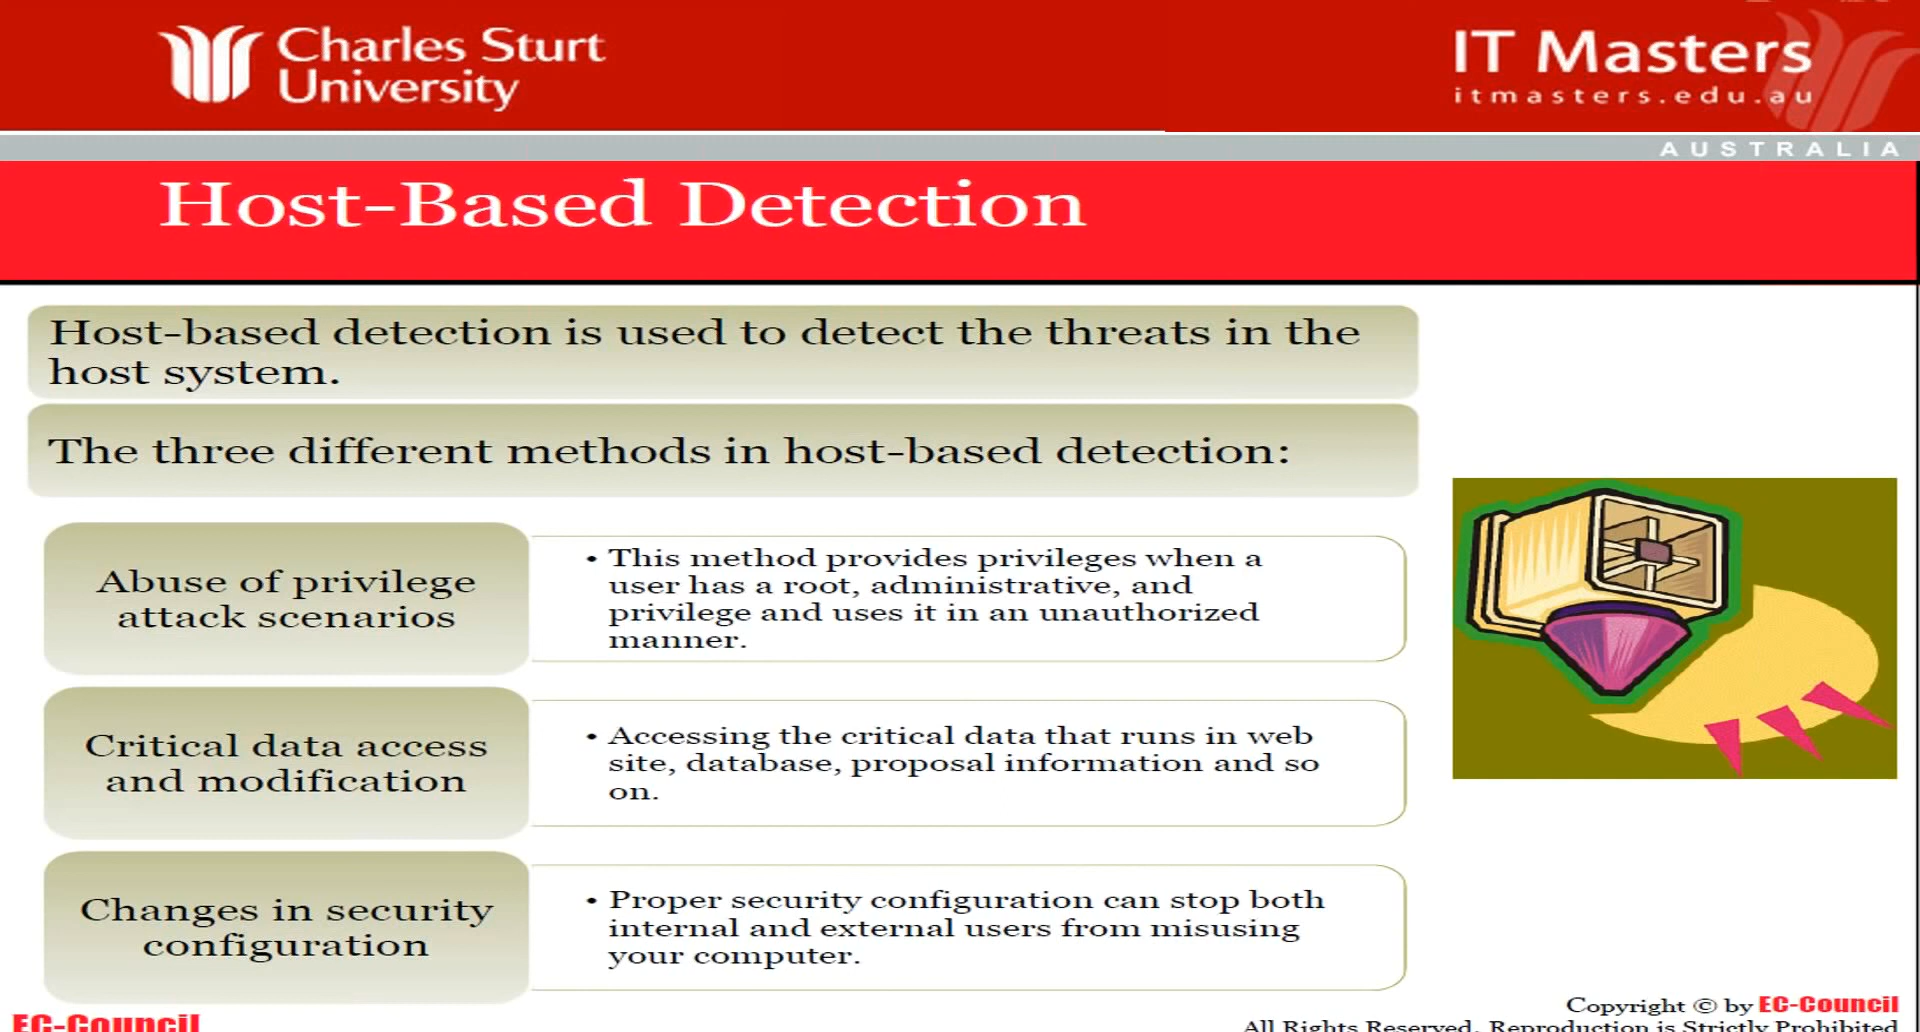 Charles Sturt
University
IT Masters
itmasters.edu.au
AUSTRALIA
Host-Based Detection
Host-based detection is used to detect the threats in the
host system.
The three different methods in host-based detection:
Abuse of privilege
attack scenarios
• This method provides privileges when a
user has a root, administrative, and
privilege and uses it in an unauthorized
manner.
Critical data access
and modification
• Accessing the critical data that runs in web
site, database, proposal information and so
on.
Changes in security
configuration
• Proper security configuration can stop both
internal and external users from misusing
your computer.
EC-Council
Copyright © by EC-Council
All Rights Reserved. Reproduction is Strictly Prohibited